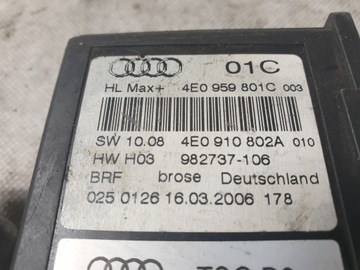 01C
HL Max+ 4E0 959 801C 003
SW 10.08 4E0 910 802A 010
HW H03 982737-106
BRF brose Deutschland
025 0126 16.03.2006 178